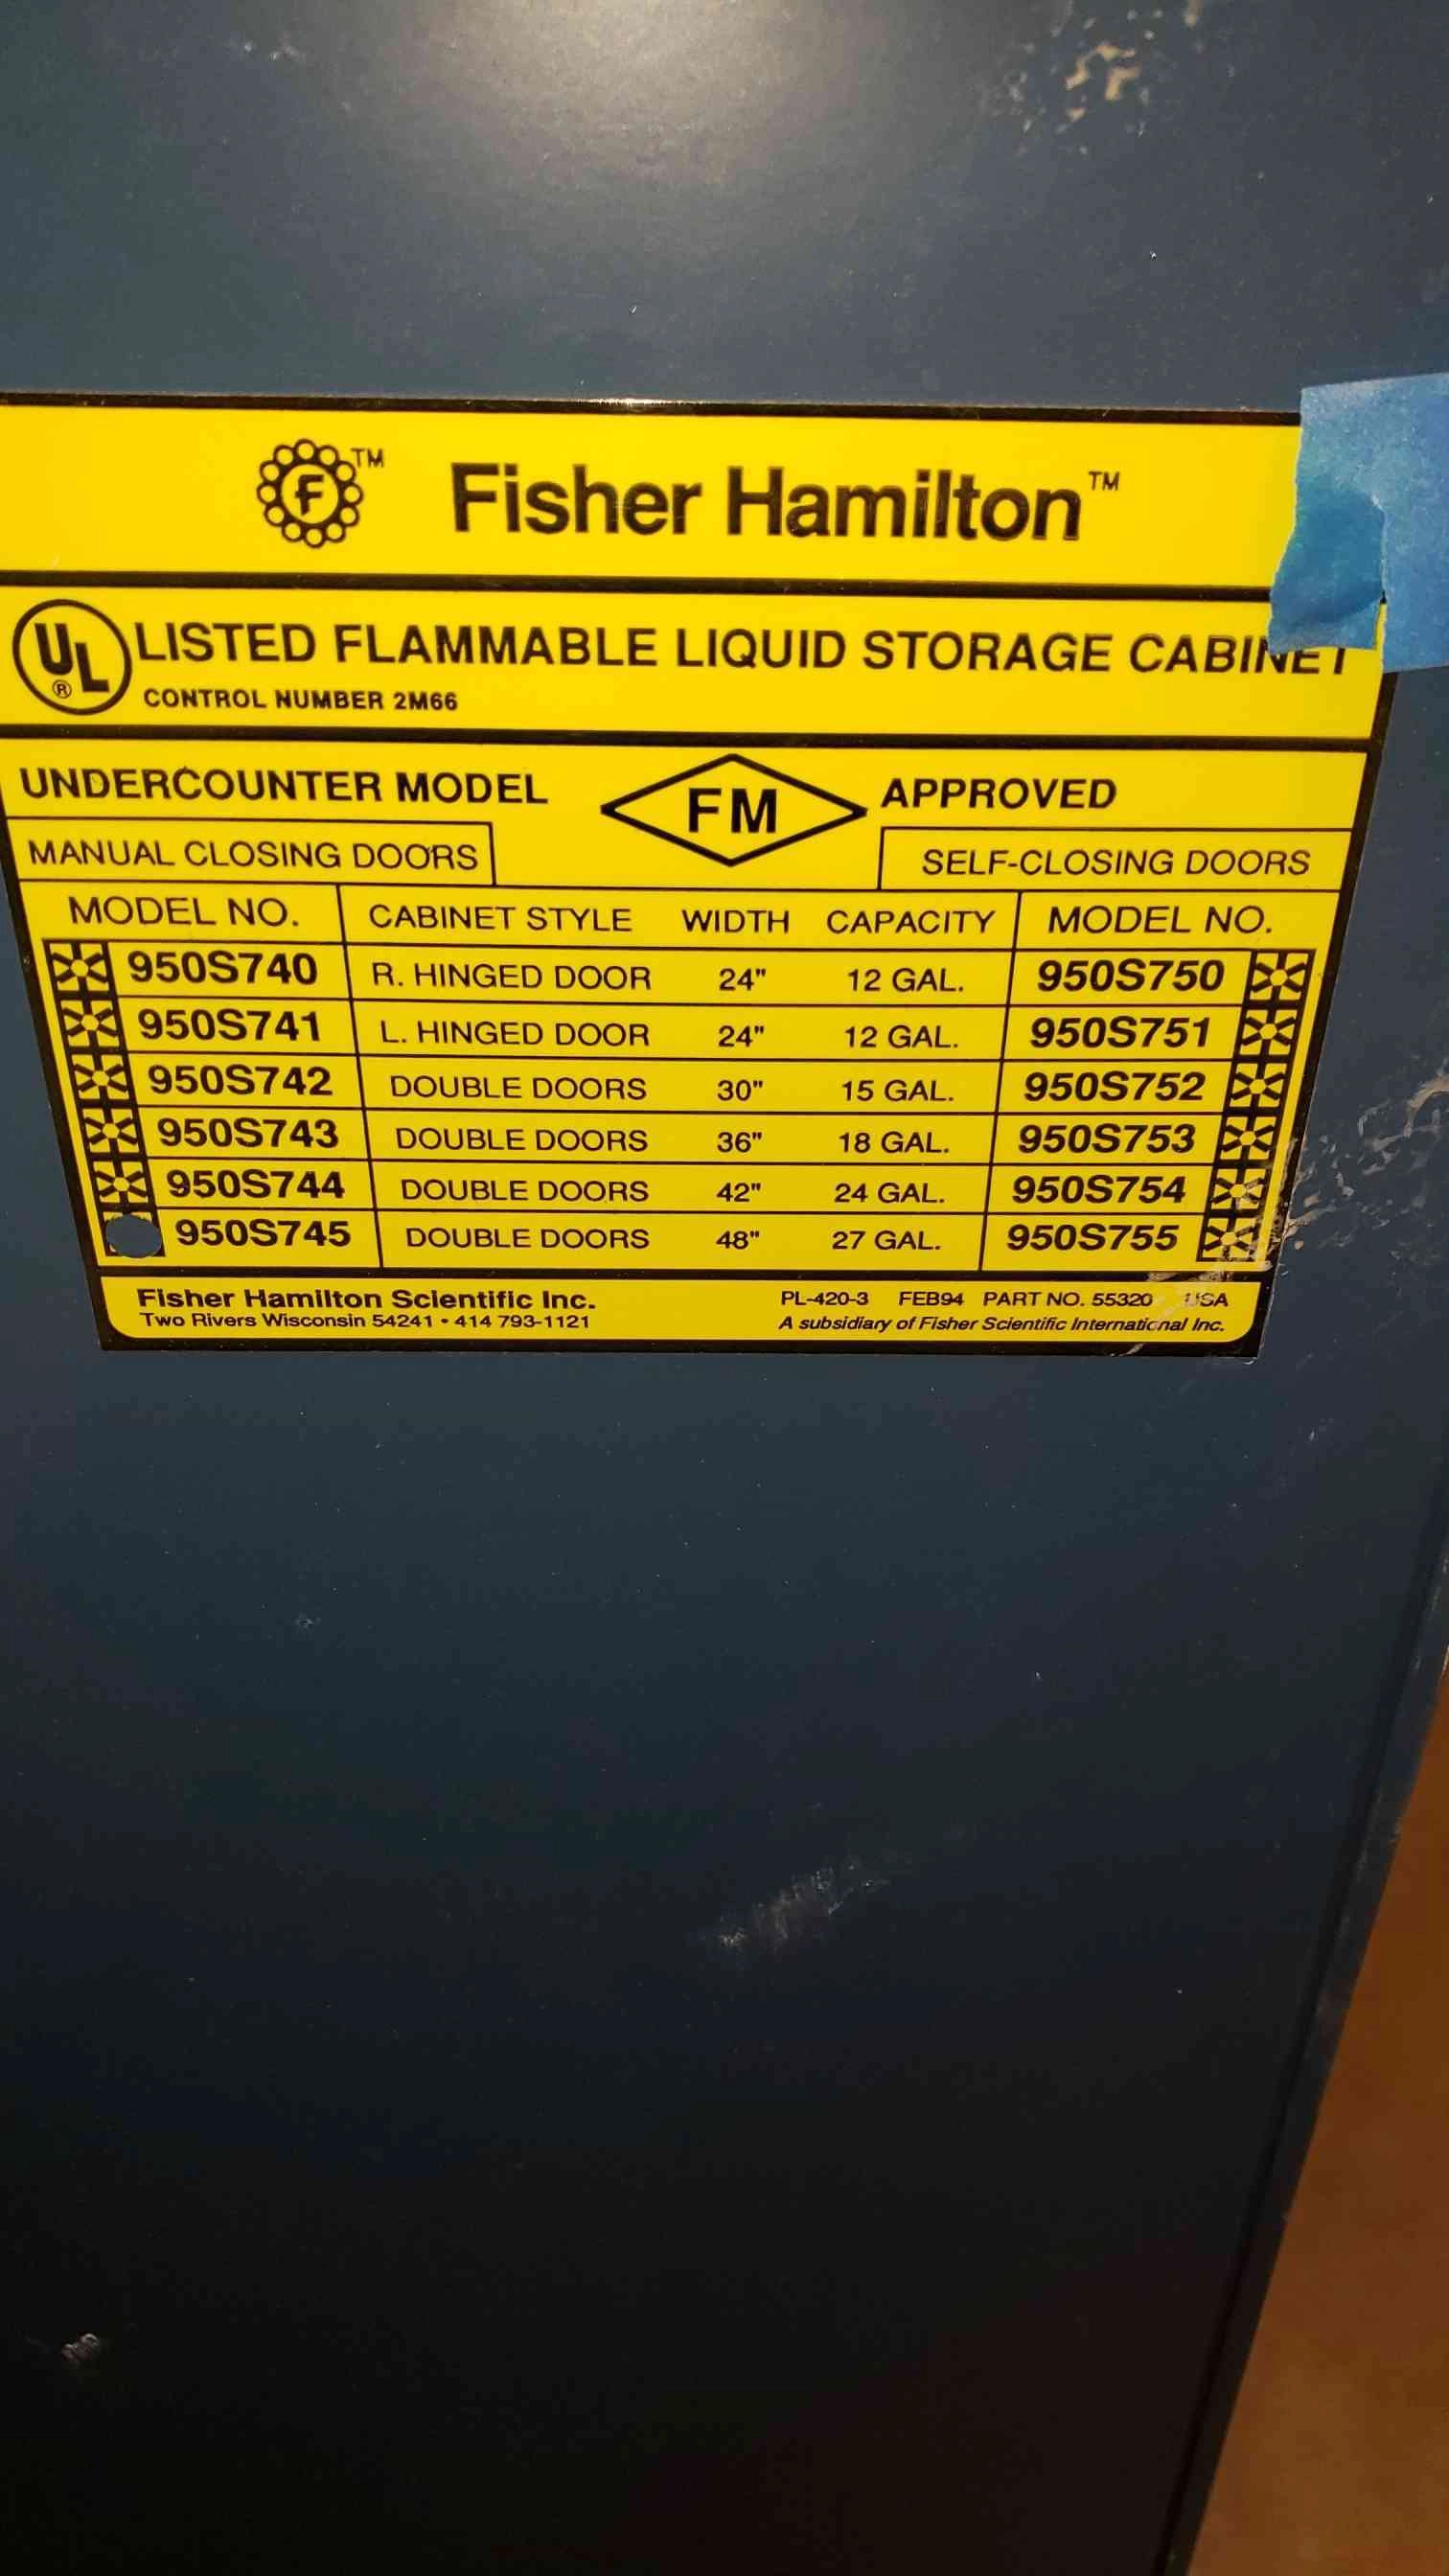 F™ Fisher Hamilton™
UL® LISTED FLAMMABLE LIQUID STORAGE CABINET
CONTROL NUMBER 2M66
UNDERCOUNTER MODEL FM APPROVED
MANUAL CLOSING DOORS SELF-CLOSING DOORS
MODEL NO. CABINET STYLE WIDTH CAPACITY MODEL NO.
950S740 R. HINGED DOOR 24" 12 GAL. 950S750
950S741 L. HINGED DOOR 24" 12 GAL. 950S751
950S742 DOUBLE DOORS 30" 15 GAL. 950S752
950S743 DOUBLE DOORS 36" 18 GAL. 950S753
950S744 DOUBLE DOORS 42" 24 GAL. 950S754
950S745 DOUBLE DOORS 48" 27 GAL. 950S755
Fisher Hamilton Scientific Inc. PL-420-3 FEB94 PART NO. 55320 USA
Two Rivers Wisconsin 54241 • 414 793-1121 A subsidiary of Fisher Scientific International Inc.